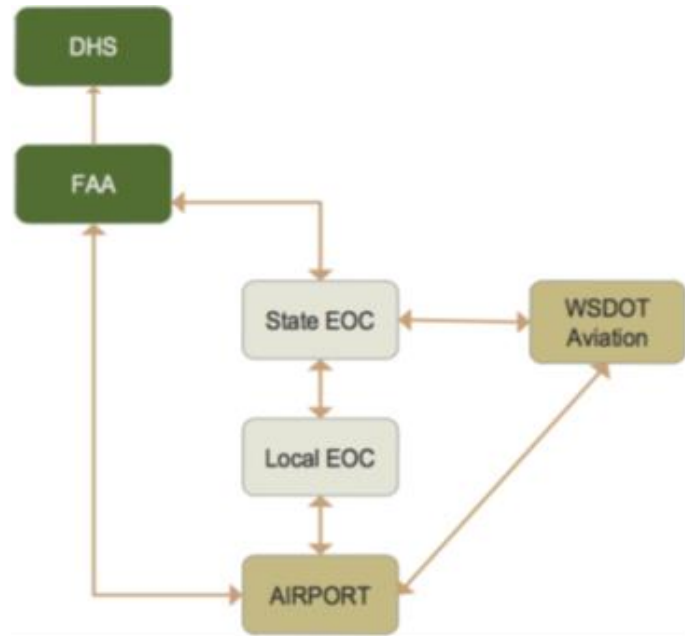 DHS
FAA
State EOC
WSDOT
Aviation
Local EOC
AIRPORT